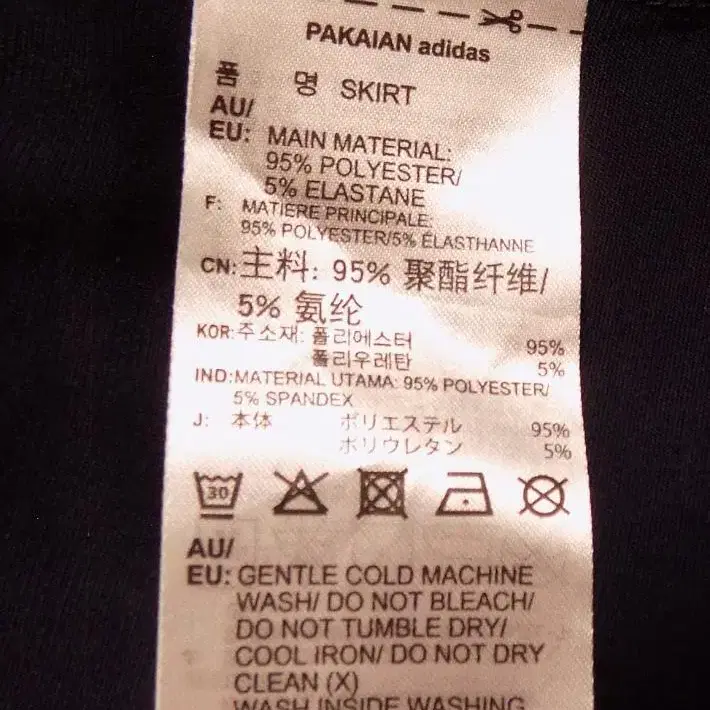 PAKAIAN adidas
품 명 SKIRT
AU/
EU: MAIN MATERIAL:
95% POLYESTER/
5% ELASTANE
F: MATIERE PRINCIPALE:
95% POLYESTER/5% ÉLASTHANNE
CN:主料: 95% 聚酯纤维/
5% 氨纶
KOR:주소재: 폴리에스터 95%
폴리우레탄 5%
IND:MATERIAL UTAMA: 95% POLYESTER/
5% SPANDEX
J: 本体 ポリエステル 95%
ポリウレタン 5%
30
AU/
EU: GENTLE COLD MACHINE
WASH/ DO NOT BLEACH/
DO NOT TUMBLE DRY/
COOL IRON/ DO NOT DRY
CLEAN (X)
WASH INSIDE WASHING